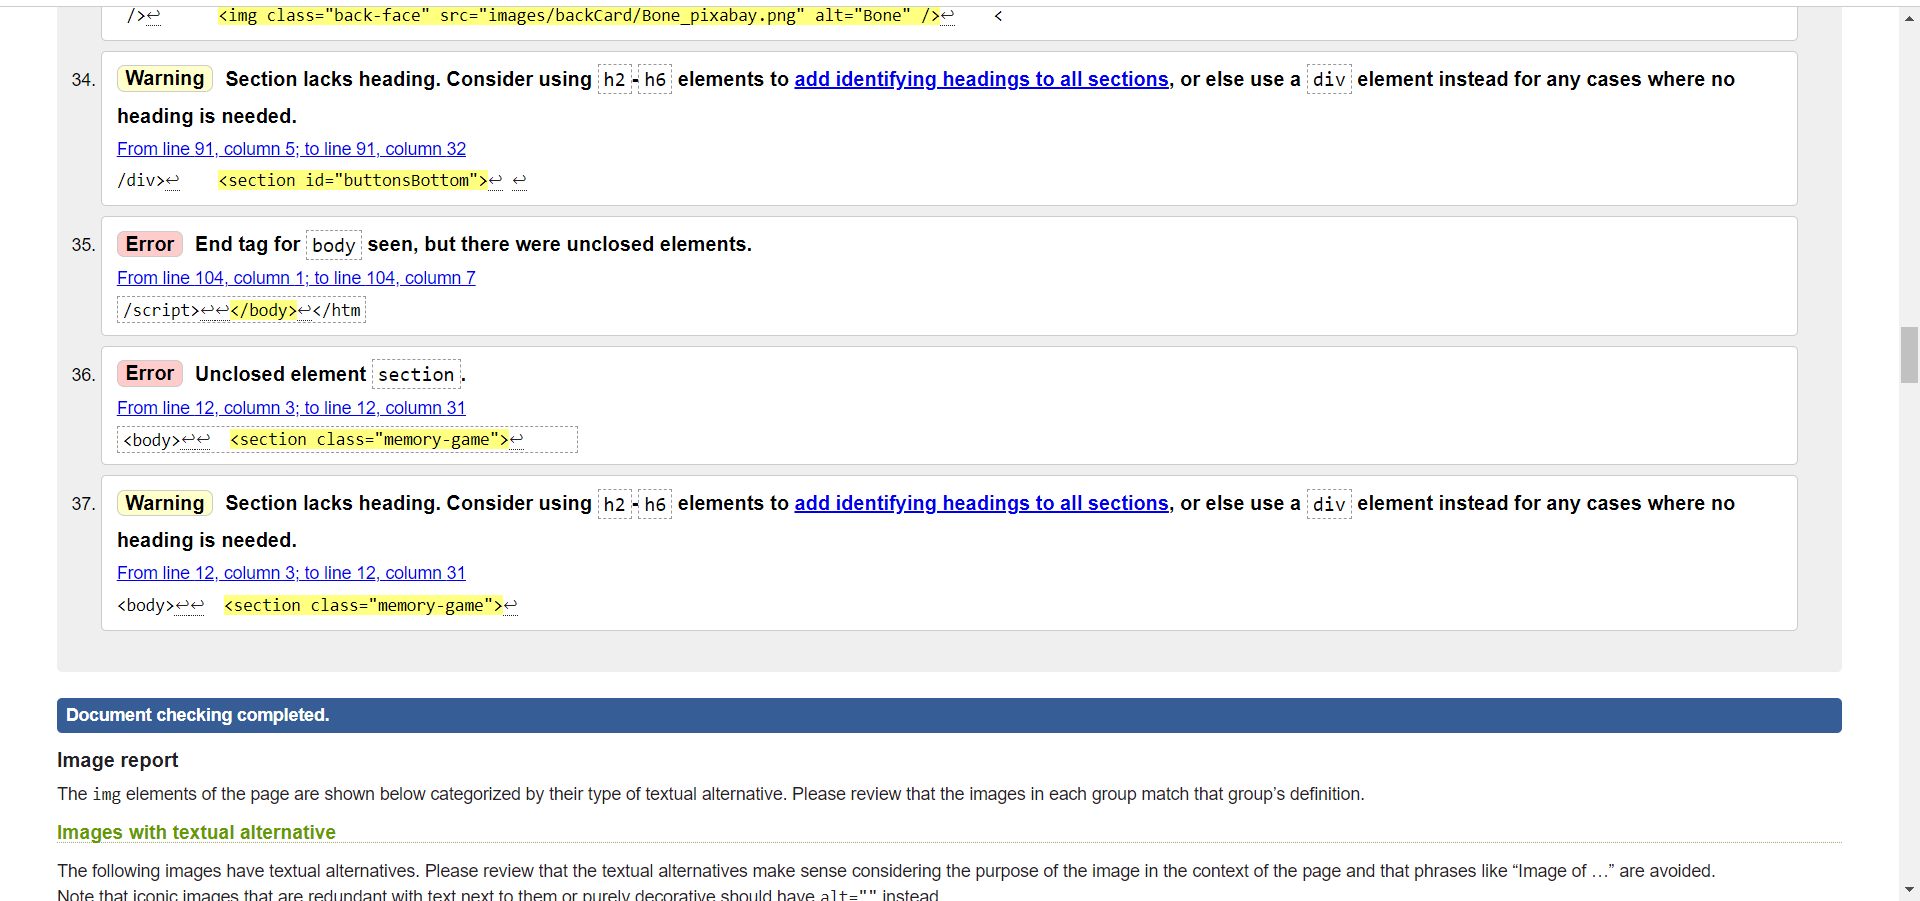 />↩ <img class="back-face" src="images/backCard/Bone_pixabay.png" alt="Bone" />↩ <
34. Warning Section lacks heading. Consider using h2-h6 elements to add identifying headings to all sections, or else use a div element instead for any cases where no
heading is needed.
From line 91, column 5; to line 91, column 32
/div>↩ <section id="buttonsBottom">↩ ↩
35. Error End tag for body seen, but there were unclosed elements.
From line 104, column 1; to line 104, column 7
/script>↩↩</body>↩</htm
36. Error Unclosed element section.
From line 12, column 3; to line 12, column 31
<body>↩↩ <section class="memory-game">↩
37. Warning Section lacks heading. Consider using h2-h6 elements to add identifying headings to all sections, or else use a div element instead for any cases where no
heading is needed.
From line 12, column 3; to line 12, column 31
<body>↩↩ <section class="memory-game">↩
Document checking completed.
Image report
The img elements of the page are shown below categorized by their type of textual alternative. Please review that the images in each group match that group’s definition.
Images with textual alternative
The following images have textual alternatives. Please review that the textual alternatives make sense considering the purpose of the image in the context of the page and that phrases like “Image of …” are avoided.
Note that iconic images that are redundant with text next to them or purely decorative should have alt="" instead